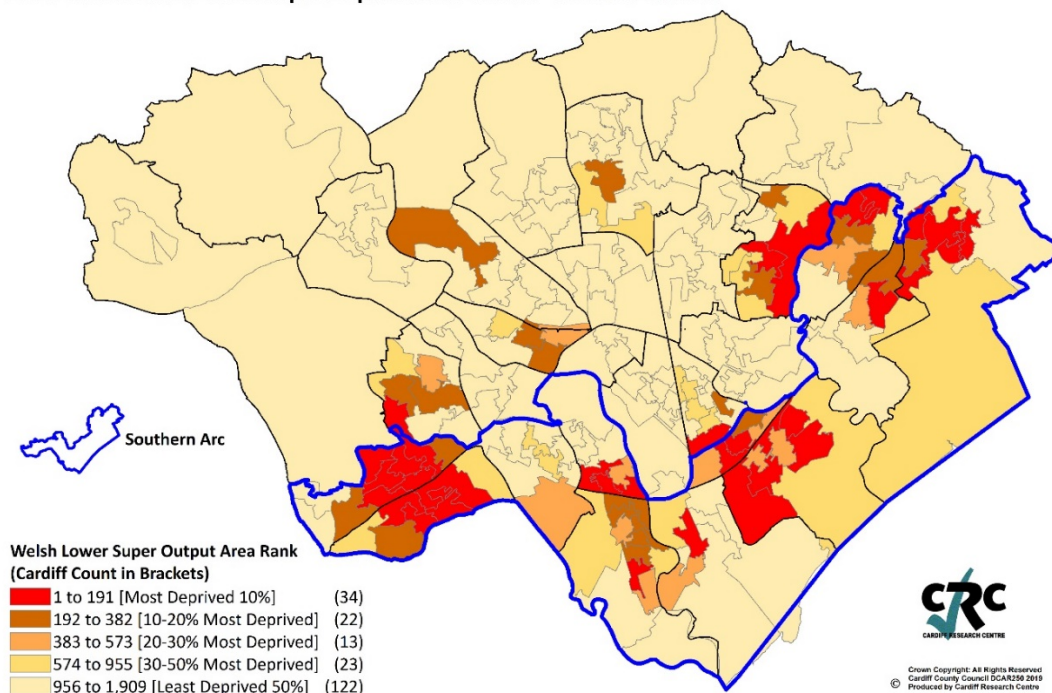 Southern Arc
Welsh Lower Super Output Area Rank
(Cardiff Count in Brackets)
1 to 191 [Most Deprived 10%] (34)
192 to 382 [10-20% Most Deprived] (22)
383 to 573 [20-30% Most Deprived] (13)
574 to 955 [30-50% Most Deprived] (23)
956 to 1,909 [Least Deprived 50%] (122)
CRC
CARDIFF RESEARCH CENTRE
Crown Copyright: All Rights Reserved
Cardiff County Council DCAR250 2019
© Produced by Cardiff Research Centre